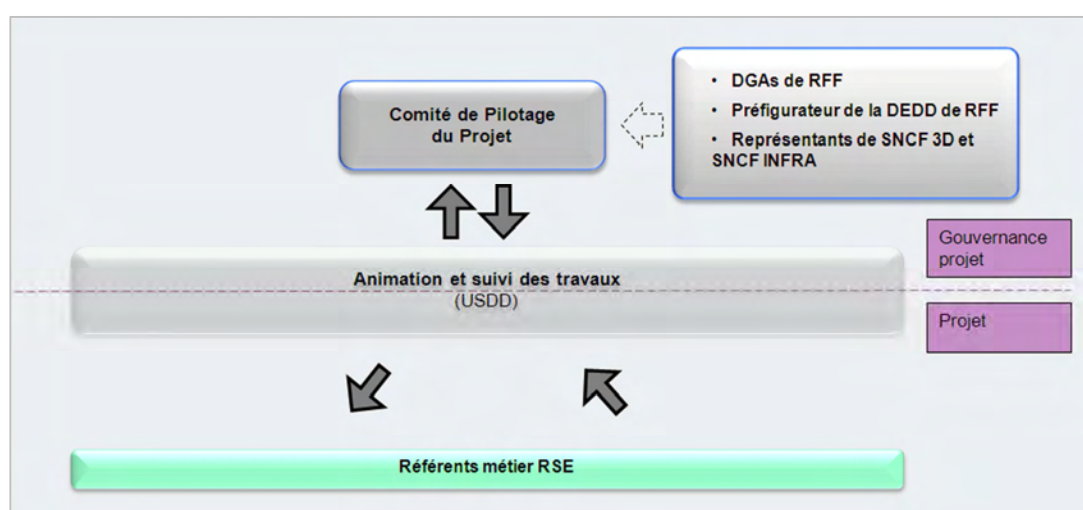 Comité de Pilotage
du Projet
• DGAs de RFF
• Préfigurateur de la DEDD de RFF
• Représentants de SNCF 3D et
SNCF INFRA
Gouvernance
projet
Animation et suivi des travaux
(USDD)
Projet
Référents métier RSE